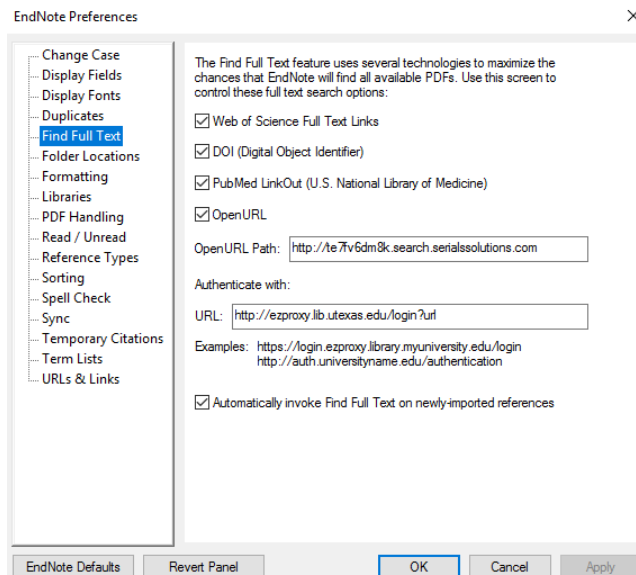 EndNote Preferences
Change Case
Display Fields
Display Fonts
Duplicates
Find Full Text
Folder Locations
Formatting
Libraries
PDF Handling
Read / Unread
Reference Types
Sorting
Spell Check
Sync
Temporary Citations
Term Lists
URLs & Links
The Find Full Text feature uses several technologies to maximize the
chances that EndNote will find all available PDFs. Use this screen to
control these full text search options:
Web of Science Full Text Links
DOI (Digital Object Identifier)
PubMed LinkOut (U.S. National Library of Medicine)
OpenURL
OpenURL Path: http://te7fv6dm8k.search.serialssolutions.com
Authenticate with:
URL: http://ezproxy.lib.utexas.edu/login?url
Examples: https://login.ezproxy.library.myuniversity.edu/login
http://auth.universityname.edu/authentication
Automatically invoke Find Full Text on newly-imported references
EndNote Defaults Revert Panel OK Cancel Apply